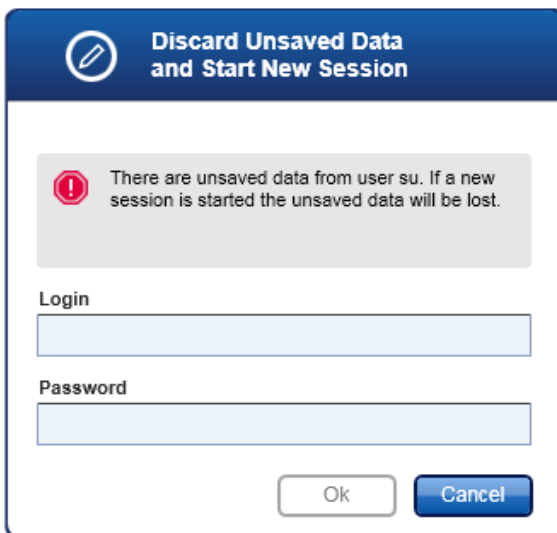 Discard Unsaved Data
and Start New Session
There are unsaved data from user su. If a new
session is started the unsaved data will be lost.
Login
Password
Ok
Cancel